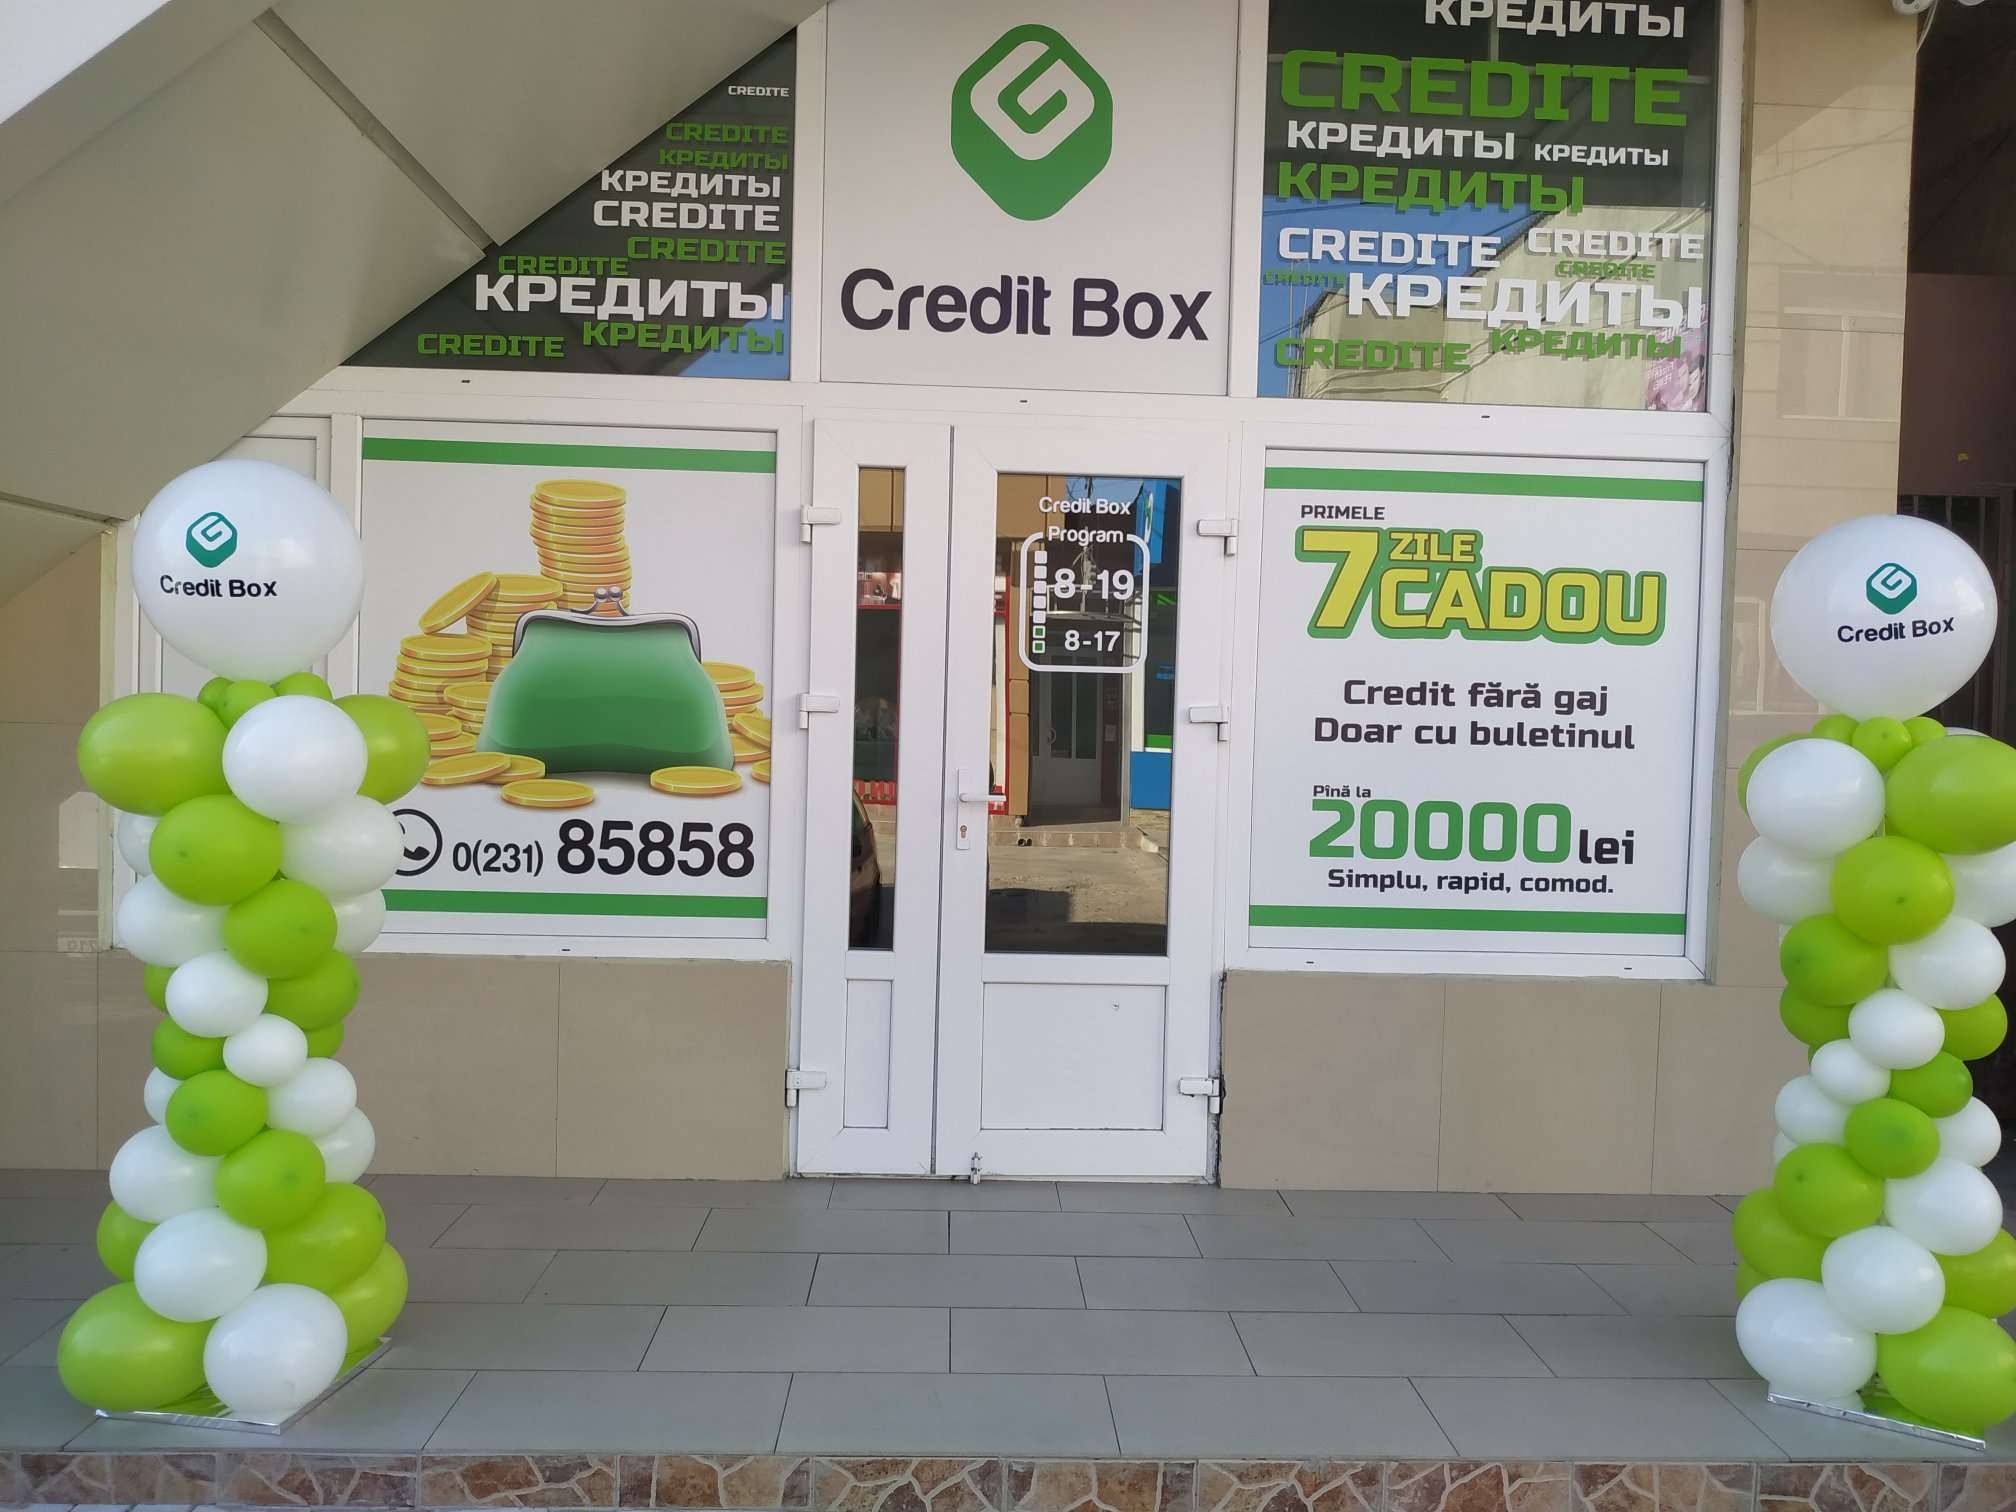 CREDITE
CREDITE
КРЕДИТЫ
КРЕДИТЫ
CREDITE
CREDITE
CREDITE
КРЕДИТЫ
CREDITE КРЕДИТЫ
Credit Box
КРЕДИТЫ
CREDITE
КРЕДИТЫ КРЕДИТЫ
КРЕДИТЫ
CREDITE CREDITE
CREDITE CREDITE
КРЕДИТЫ
CREDITE КРЕДИТЫ
Credit Box
0(231) 85858
Credit Box
Program
8-19
8-17
PRIMELE
7 ZILE
CADOU
Credit fără gaj
Doar cu buletinul
Pînă la
20000 lei
Simplu, rapid, comod.
Credit Box